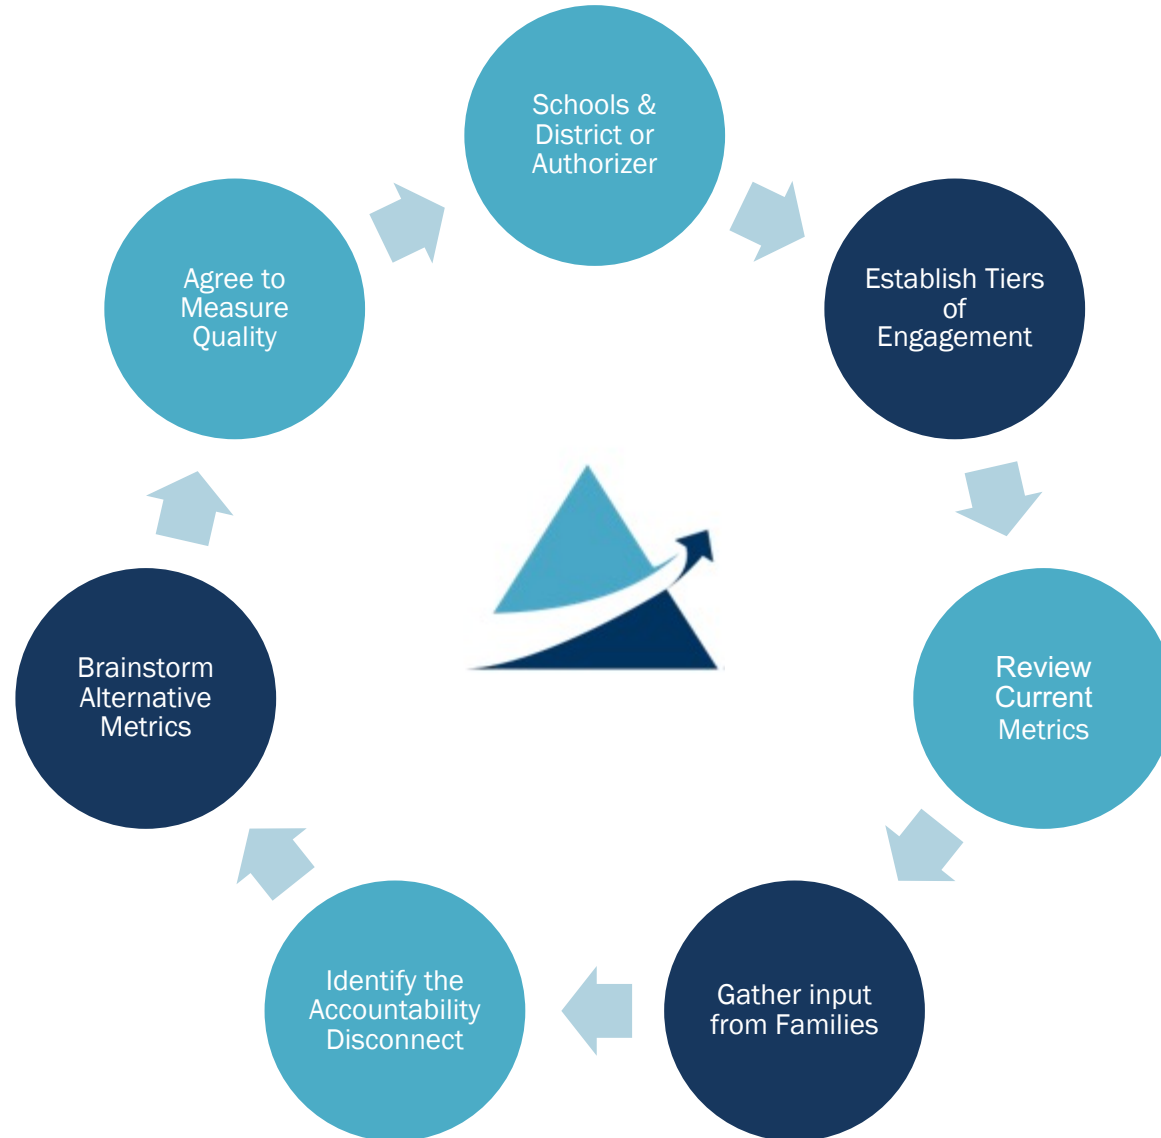 Schools &
District or
Authorizer
Establish Tiers
of
Engagement
Review
Current
Metrics
Gather input
from Families
Identify the
Accountability
Disconnect
Brainstorm
Alternative
Metrics
Agree to
Measure
Quality